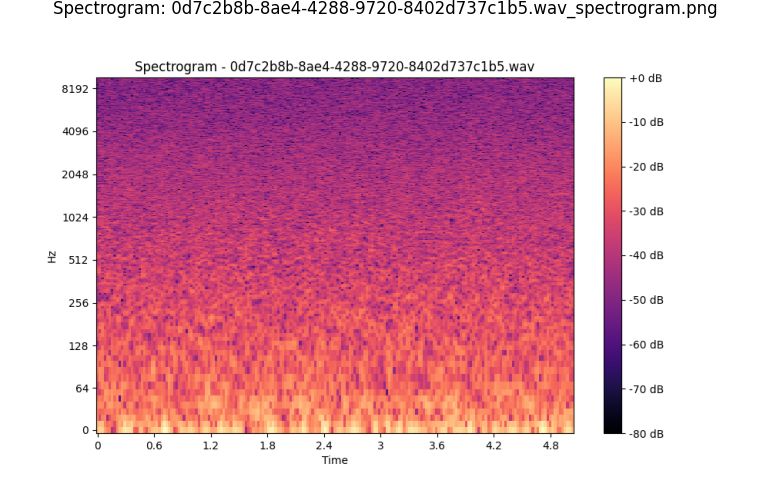 Spectrogram: 0d7c2b8b-8ae4-4288-9720-8402d737c1b5.wav_spectrogram.png
Spectrogram - 0d7c2b8b-8ae4-4288-9720-8402d737c1b5.wav
8192
4096
2048
1024
512
256
128
64
0
Hz
0 0.6 1.2 1.8 2.4 3 3.6 4.2 4.8
Time
+0 dB
-10 dB
-20 dB
-30 dB
-40 dB
-50 dB
-60 dB
-70 dB
-80 dB